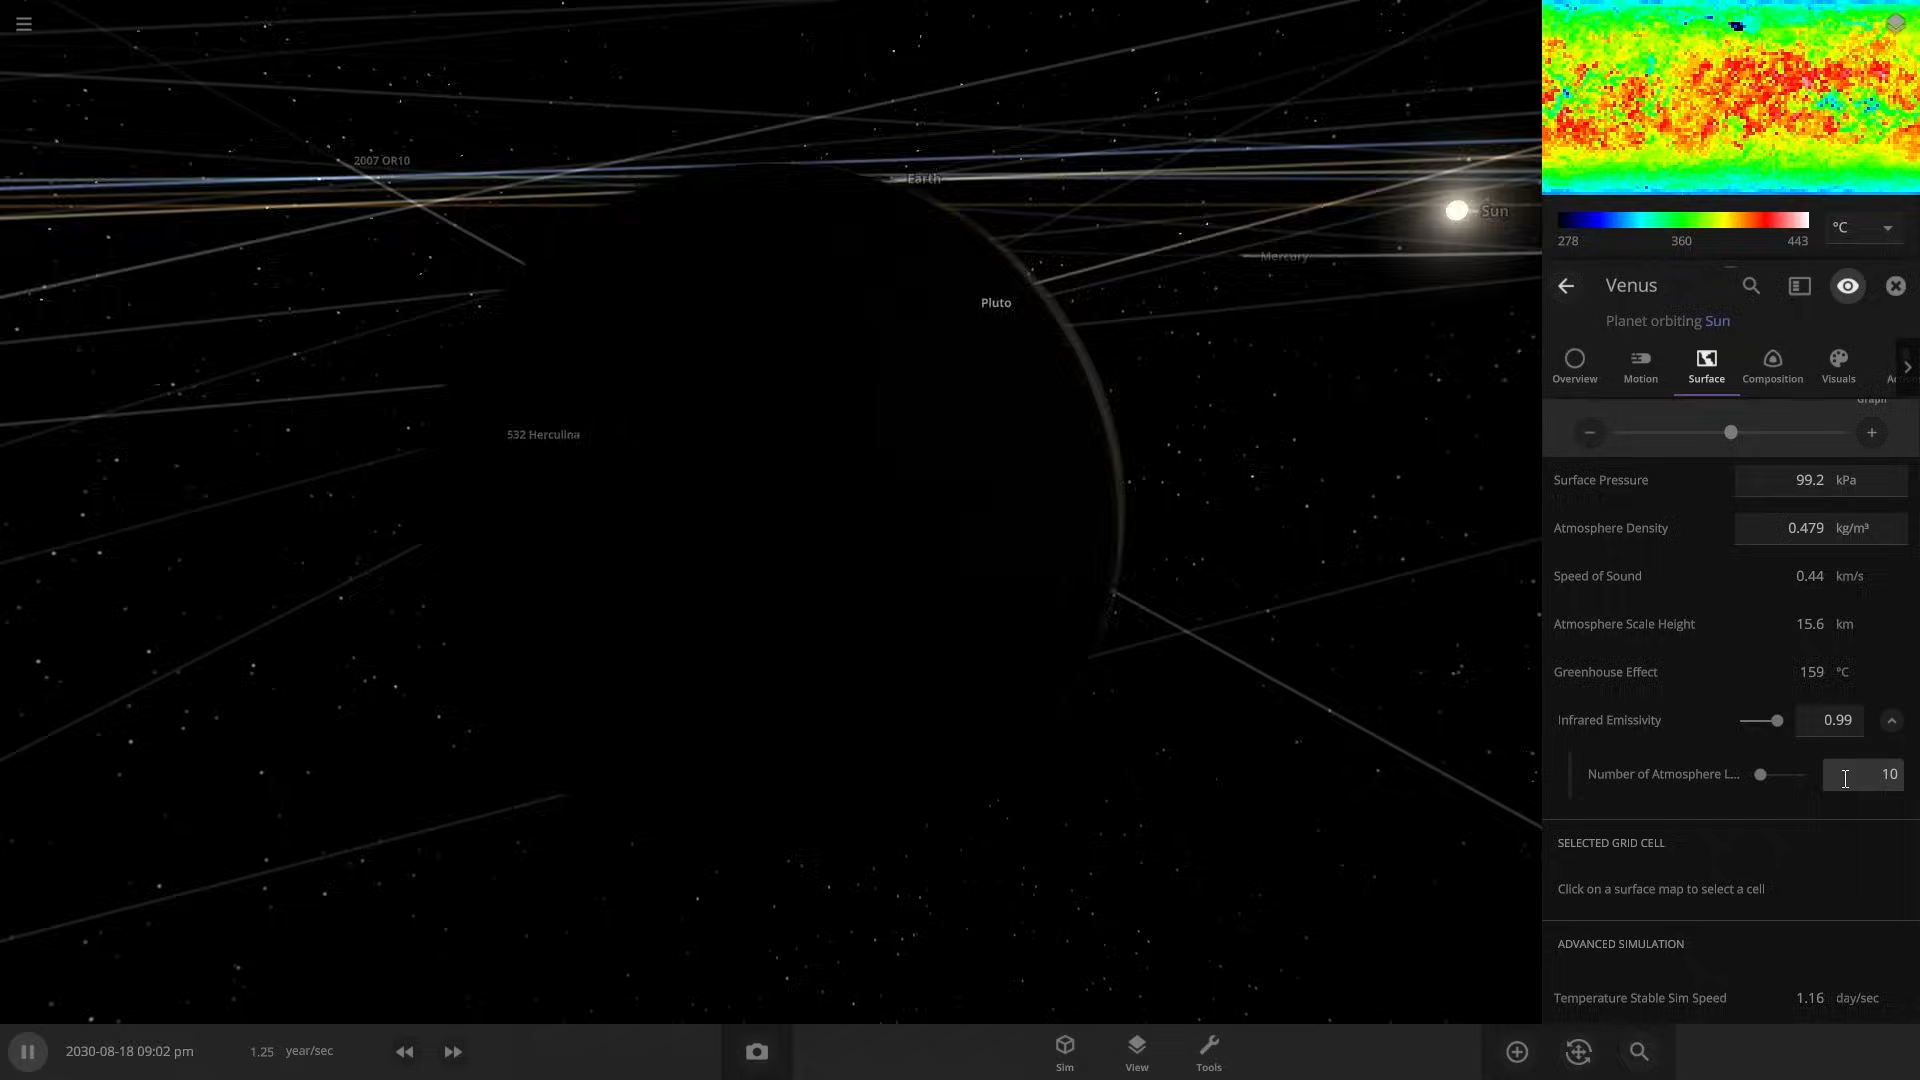 2007 OR10
Earth
Sun
Mercury
Pluto
532 Herculina
278 360 443
°C
Venus
Planet orbiting Sun
Overview Motion Surface Composition Visuals
Graph
Surface Pressure 99.2 kPa
Atmosphere Density 0.479 kg/m³
Speed of Sound 0.44 km/s
Atmosphere Scale Height 15.6 km
Greenhouse Effect 159 °C
Infrared Emissivity 0.99
Number of Atmosphere L... 10
SELECTED GRID CELL
Click on a surface map to select a cell
ADVANCED SIMULATION
Temperature Stable Sim Speed 1.16 day/sec
2030-08-18 09:02 pm 1.25 year/sec
Sim View Tools